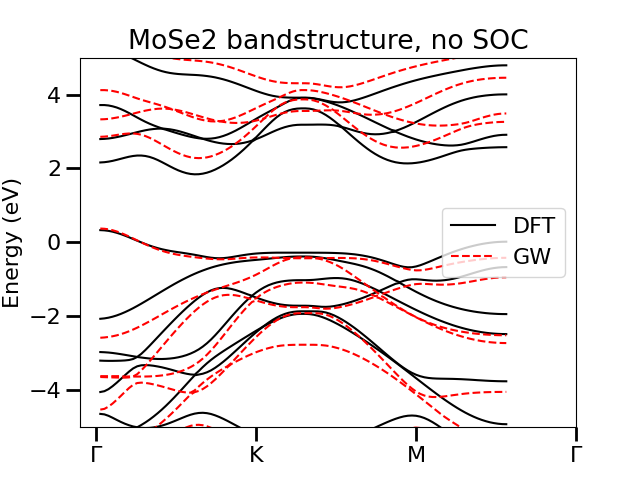 MoSe2 bandstructure, no SOC
Energy (eV)
4
2
0
−2
−4
DFT
GW
Γ K M Γ